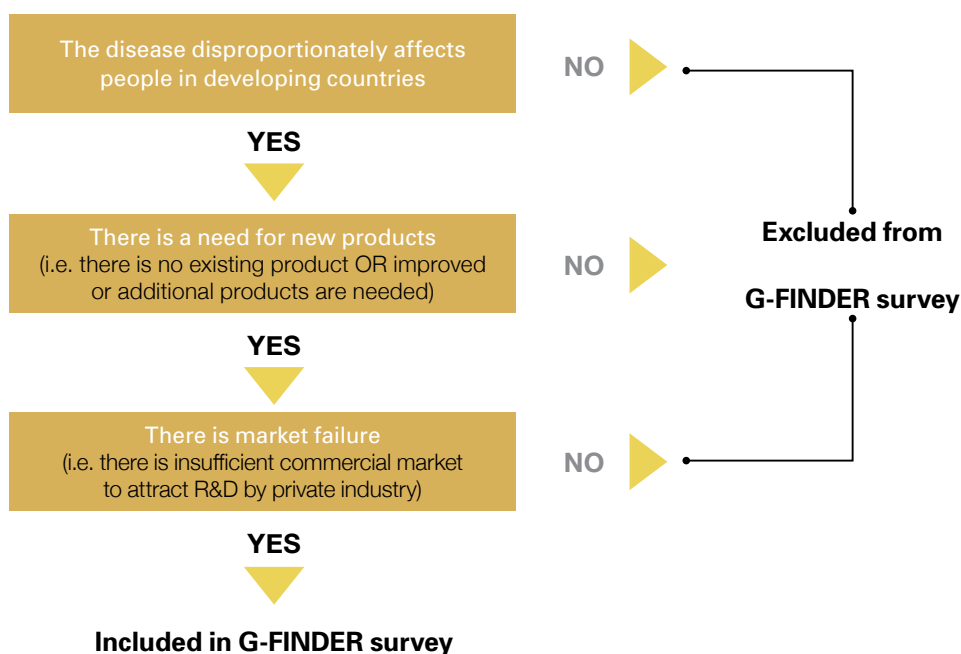 The disease disproportionately affects
people in developing countries
NO
YES
There is a need for new products
(i.e. there is no existing product OR improved
or additional products are needed)
NO
Excluded from
G-FINDER survey
YES
There is market failure
(i.e. there is insufficient commercial market
to attract R&D by private industry)
NO
YES
Included in G-FINDER survey